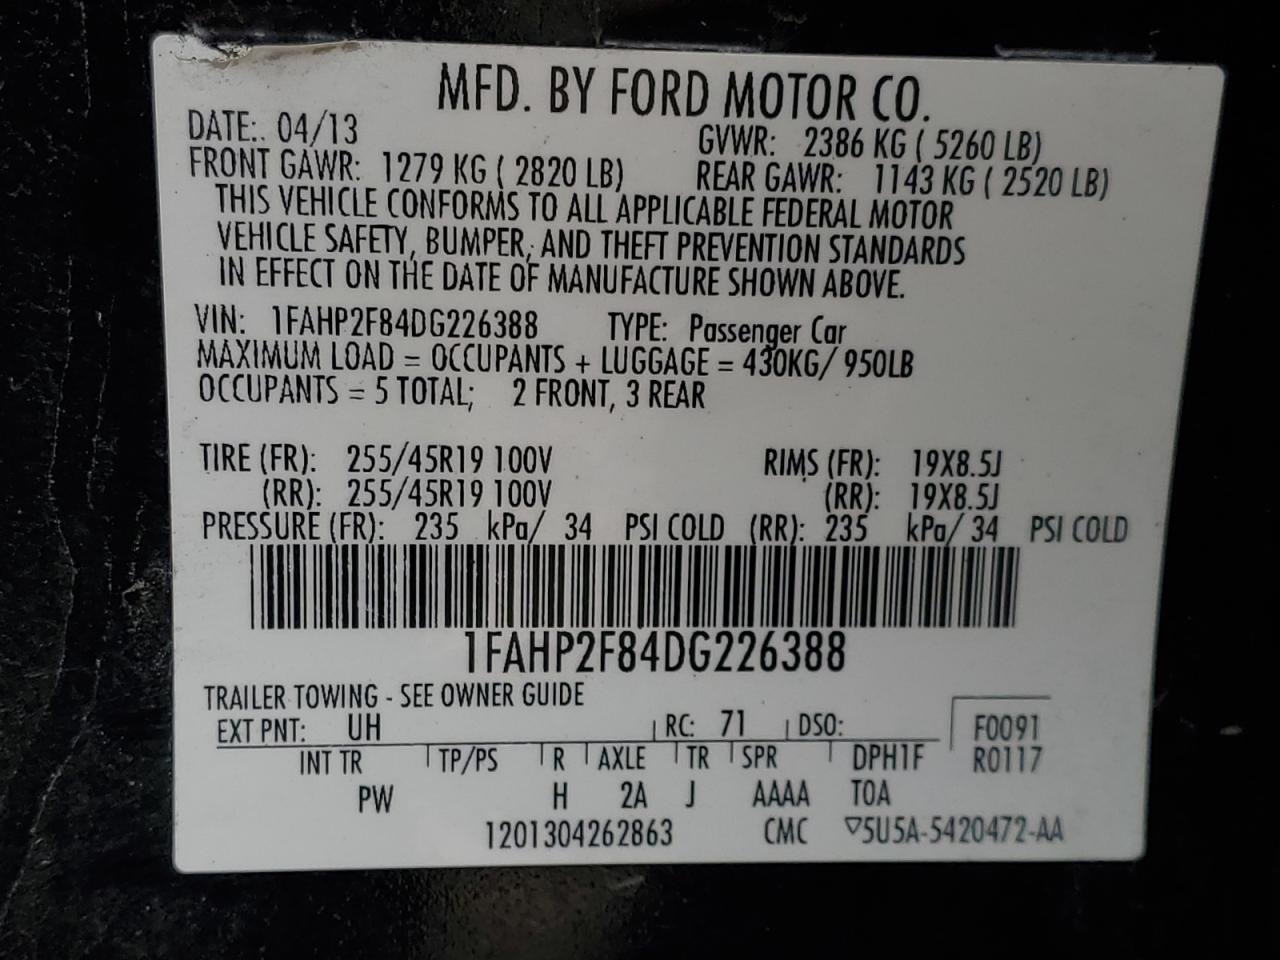 MFD. BY FORD MOTOR CO.
DATE:. 04/13 GVWR: 2386 KG ( 5260 LB)
FRONT GAWR: 1279 KG ( 2820 LB) REAR GAWR: 1143 KG ( 2520 LB)
THIS VEHICLE CONFORMS TO ALL APPLICABLE FEDERAL MOTOR
VEHICLE SAFETY, BUMPER, AND THEFT PREVENTION STANDARDS
IN EFFECT ON THE DATE OF MANUFACTURE SHOWN ABOVE.
VIN: 1FAHP2F84DG226388 TYPE: Passenger Car
MAXIMUM LOAD = OCCUPANTS + LUGGAGE = 430KG/ 950LB
OCCUPANTS = 5 TOTAL; 2 FRONT, 3 REAR
TIRE (FR): 255/45R19 100V RIMS (FR): 19X8.5J
(RR): 255/45R19 100V (RR): 19X8.5J
PRESSURE (FR): 235 kPa/ 34 PSI COLD (RR): 235 kPa/ 34 PSI COLD
1FAHP2F84DG226388
TRAILER TOWING - SEE OWNER GUIDE
EXT PNT: UH RC: 71 DSO: F0091
INT TR TP/PS R AXLE TR SPR DPH1F R0117
PW H 2A J AAAA TOA
1201304262863 CMC ▽5U5A-5420472-AA